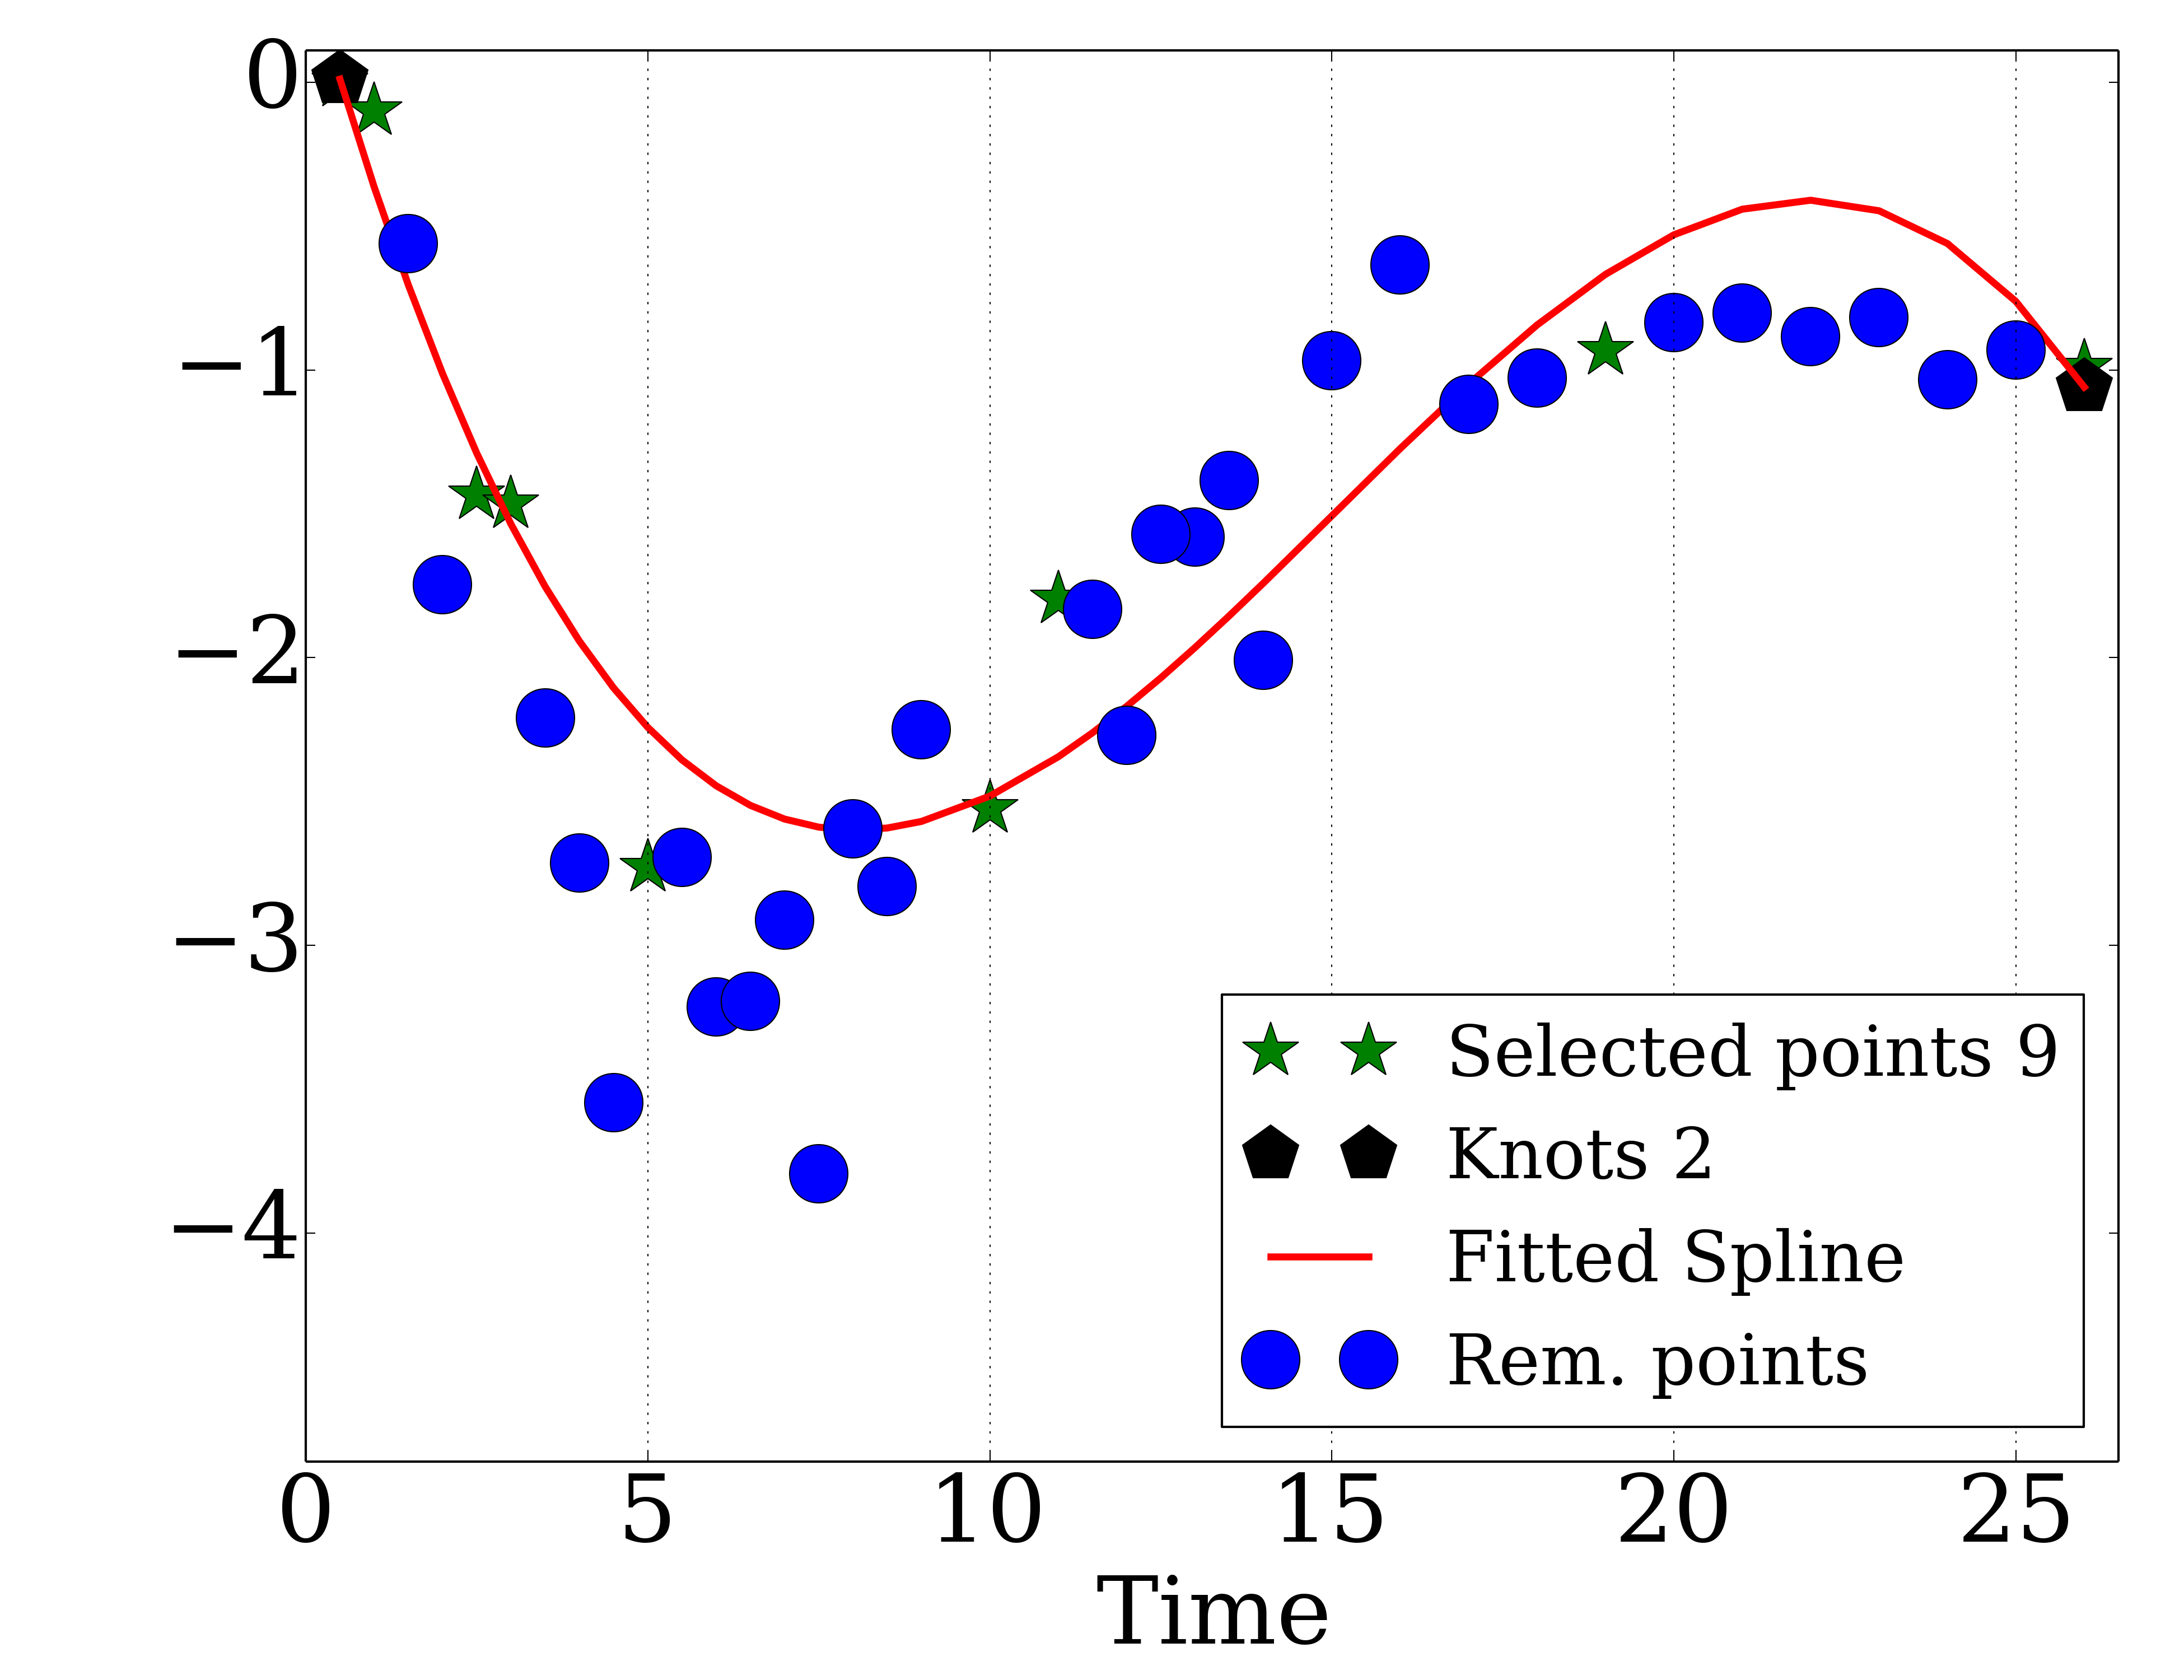 0
−1
−2
−3
−4
Selected points 9
Knots 2
Fitted Spline
Rem. points
0 5 10 15 20 25
Time